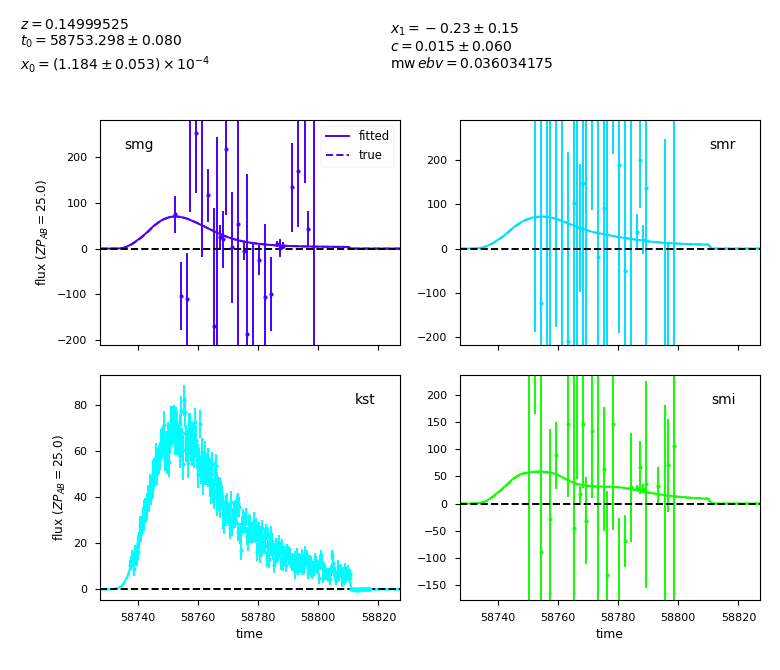 z = 0.14999525
t₀ = 58753.298 ± 0.080
x₀ = (1.184 ± 0.053) × 10⁻⁴
x₁ = −0.23 ± 0.15
c = 0.015 ± 0.060
mw ebv = 0.036034175
smg
fitted
true
200
100
0
−100
−200
flux (ZP_AB = 25.0)
smr
200
100
0
−100
−200
kst
80
60
40
20
0
flux (ZP_AB = 25.0)
58740 58760 58780 58800 58820
time
smi
200
150
100
50
0
−50
−100
−150
58740 58760 58780 58800 58820
time